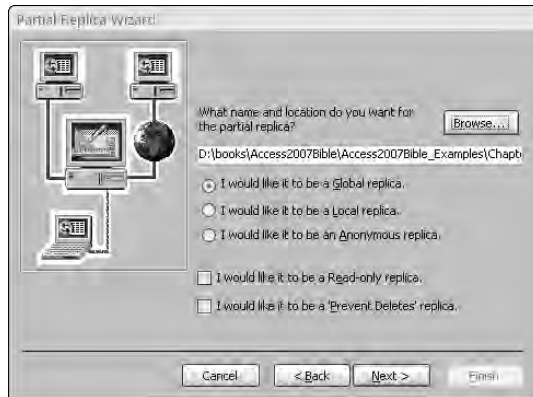 Partial Replica Wizard
What name and location do you want for
the partial replica?
Browse...
D:\books\Access2007Bible\Access2007Bible_Examples\Chapt
I would like it to be a Global replica.
I would like it to be a Local replica.
I would like it to be an Anonymous replica.
I would like it to be a Read-only replica.
I would like it to be a 'Prevent Deletes' replica.
Cancel
< Back
Next >
Finish